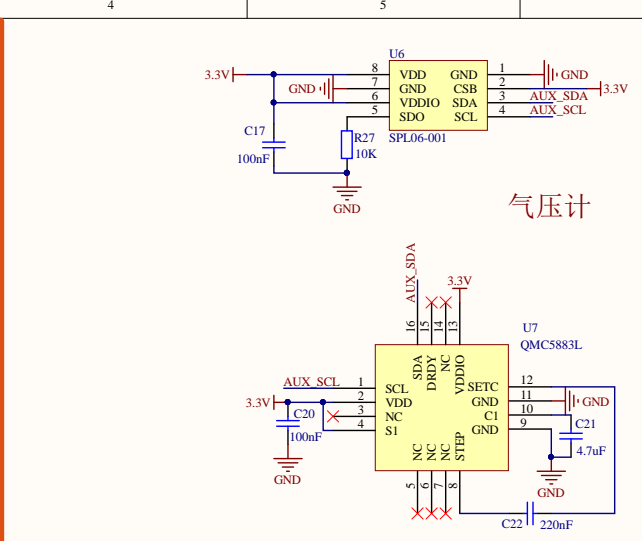 4 5
U6
3.3V 8 VDD GND 1 GND
GND 7 GND CSB 2 3.3V
6 VDDIO SDA 3 AUX_SDA
5 SDO SCL 4 AUX_SCL
C17
100nF
R27
10K
SPL06-001
GND
气压计
AUX_SDA
3.3V
16 15 14 13
U7
QMC5883L
SDA DRDY NC VDDIO
AUX_SCL 1 SCL SETC 12
3.3V 2 VDD GND 11 GND
3 NC C1 10
4 S1 GND 9
C20
100nF
C21
4.7uF
NC NC NC STEP
5 6 7 8
GND
GND
C22 220nF